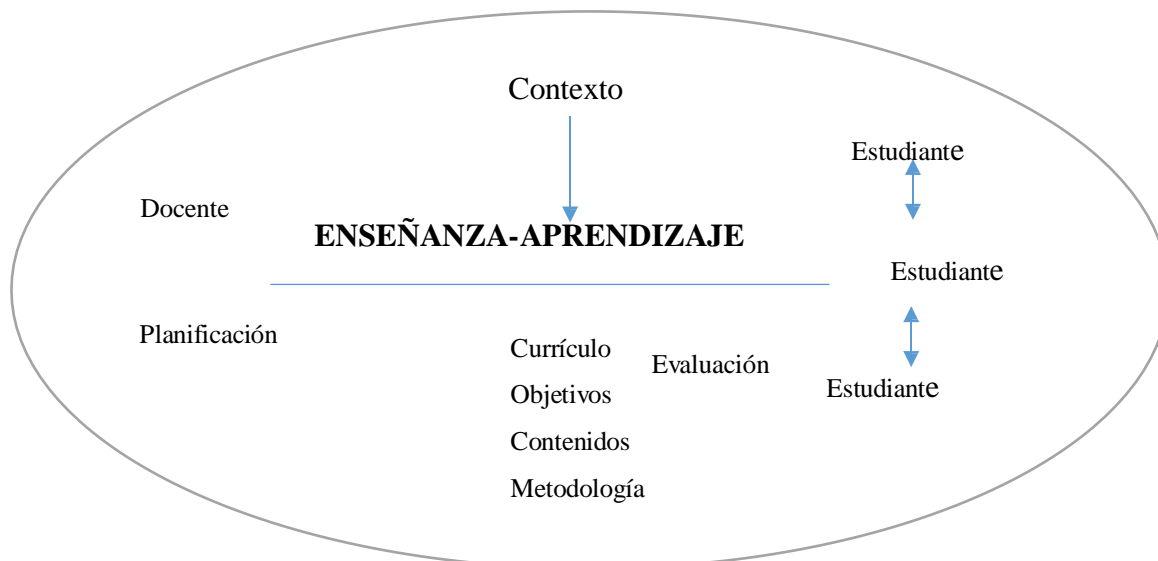 Contexto
Estudiante
Docente
ENSEÑANZA-APRENDIZAJE
Estudiante
Planificación
Currículo
Evaluación
Estudiante
Objetivos
Contenidos
Metodología